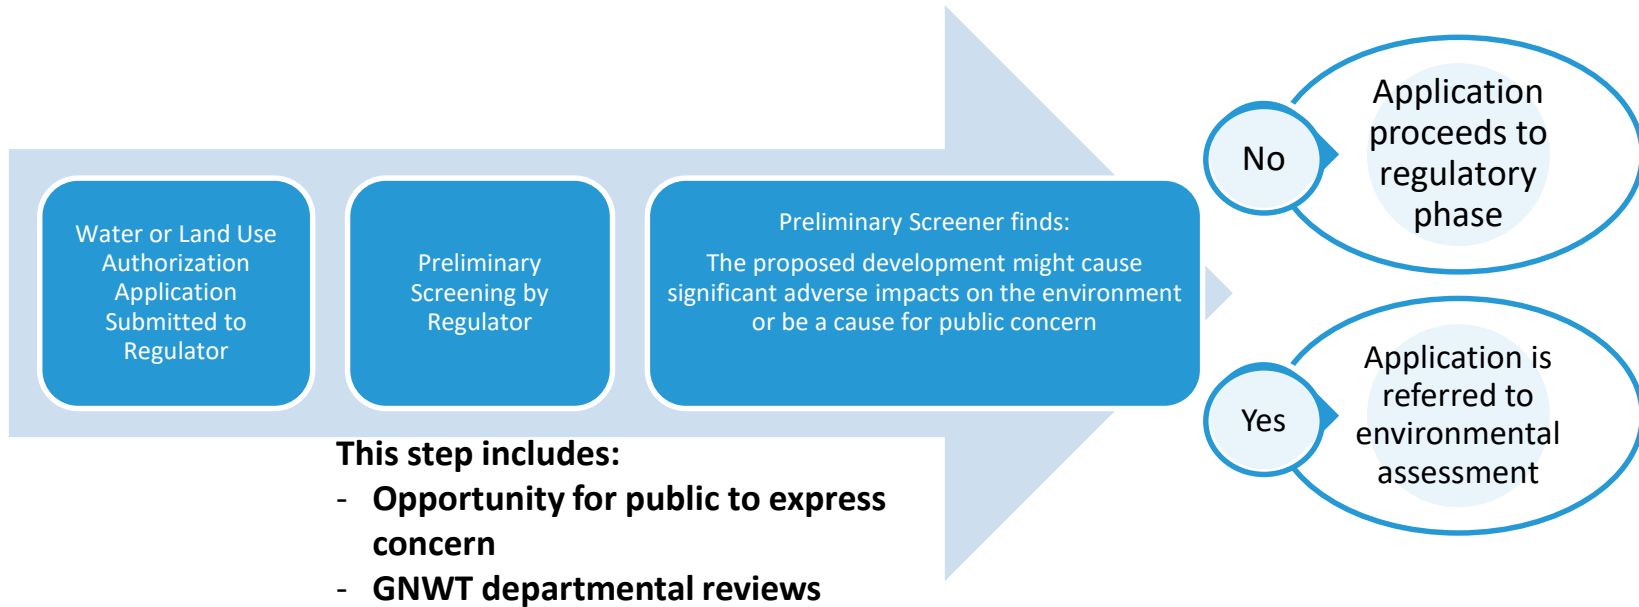 Water or Land Use
Authorization
Application
Submitted to
Regulator
Preliminary
Screening by
Regulator
This step includes:
- Opportunity for public to express
concern
- GNWT departmental reviews
Preliminary Screener finds:
The proposed development might cause
significant adverse impacts on the environment
or be a cause for public concern
No
Application
proceeds to
regulatory
phase
Yes
Application is
referred to
environmental
assessment